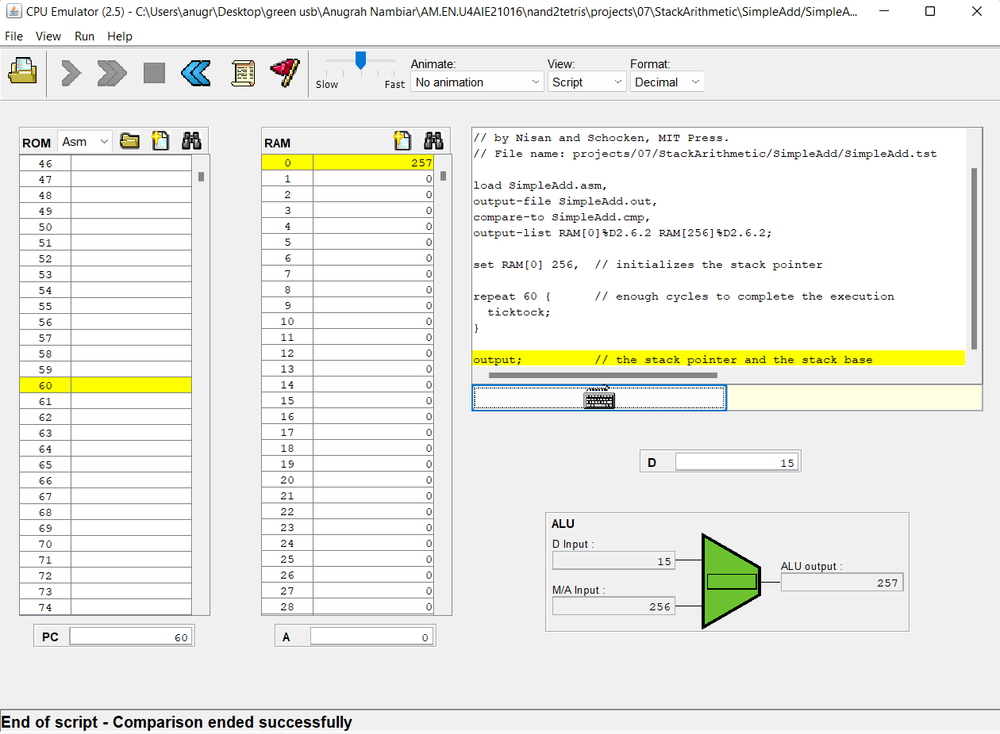 CPU Emulator (2.5) - C:\Users\anugr\Desktop\green usb\Anugrah Nambiar\AM.EN.U4AIE21016\nand2tetris\projects\07\StackArithmetic\SimpleAdd/SimpleA...
File View Run Help
Animate: View: Format:
Slow Fast No animation Script Decimal
ROM Asm
46
47
48
49
50
51
52
53
54
55
56
57
58
59
60
61
62
63
64
65
66
67
68
69
70
71
72
73
74
PC 60
RAM
0 257
1 0
2 0
3 0
4 0
5 0
6 0
7 0
8 0
9 0
10 0
11 0
12 0
13 0
14 0
15 0
16 0
17 0
18 0
19 0
20 0
21 0
22 0
23 0
24 0
25 0
26 0
27 0
28 0
A 0
// by Nisan and Schocken, MIT Press.
// File name: projects/07/StackArithmetic/SimpleAdd/SimpleAdd.tst
load SimpleAdd.asm,
output-file SimpleAdd.out,
compare-to SimpleAdd.cmp,
output-list RAM[0]%D2.6.2 RAM[256]%D2.6.2;
set RAM[0] 256, // initializes the stack pointer
repeat 60 { // enough cycles to complete the execution
ticktock;
}
output; // the stack pointer and the stack base
D 15
ALU
D Input :
15
M/A Input :
256
ALU output :
257
End of script - Comparison ended successfully